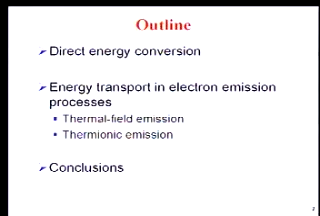 Outline
Direct energy conversion
Energy transport in electron emission
processes
Thermal-field emission
Thermionic emission
Conclusions
2